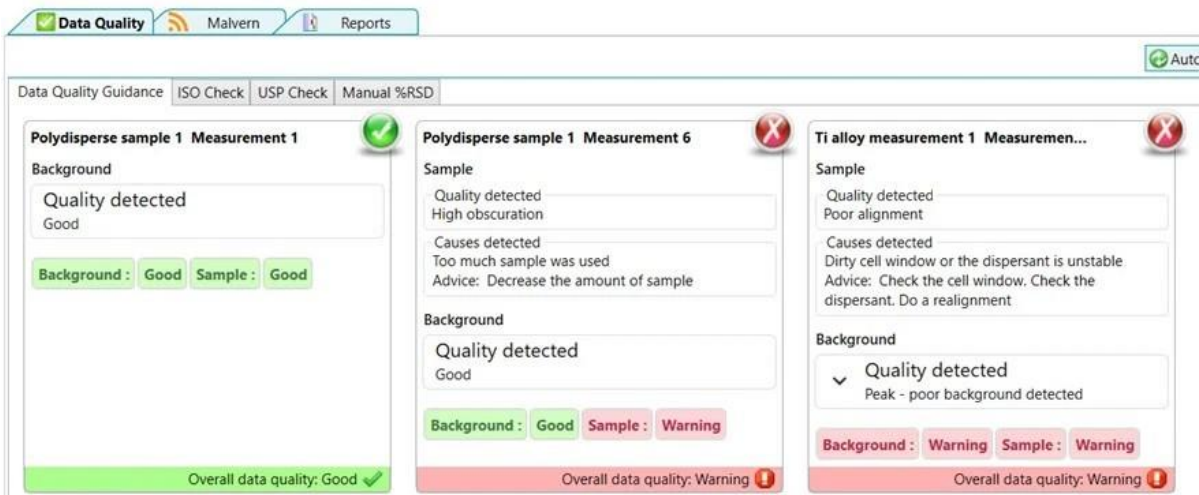 Data Quality
Malvern
Reports
Auto
Data Quality Guidance
ISO Check
USP Check
Manual %RSD
Polydisperse sample 1 Measurement 1
Background
Quality detected
Good
Background : Good Sample : Good
Overall data quality: Good
Polydisperse sample 1 Measurement 6
Sample
Quality detected
High obscuration
Causes detected
Too much sample was used
Advice: Decrease the amount of sample
Background
Quality detected
Good
Background : Good Sample : Warning
Overall data quality: Warning
Ti alloy measurement 1 Measuremen...
Sample
Quality detected
Poor alignment
Causes detected
Dirty cell window or the dispersant is unstable
Advice: Check the cell window. Check the
dispersant. Do a realignment
Background
Quality detected
Peak - poor background detected
Background : Warning Sample : Warning
Overall data quality: Warning